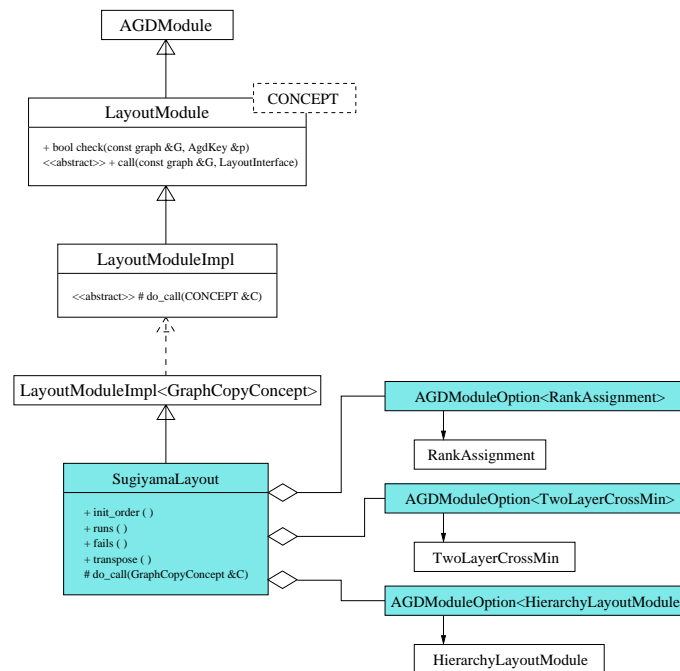 AGDModule
CONCEPT
LayoutModule
+ bool check(const graph &G, AgdKey &p)
<<abstract>> + call(const graph &G, LayoutInterface)
LayoutModuleImpl
<<abstract>> # do_call(CONCEPT &C)
LayoutModuleImpl<GraphCopyConcept>
AGDModuleOption<RankAssignment>
RankAssignment
SugiyamaLayout
+ init_order ( )
+ runs ( )
+ fails ( )
+ transpose ( )
# do_call(GraphCopyConcept &C)
AGDModuleOption<TwoLayerCrossMin>
TwoLayerCrossMin
AGDModuleOption<HierarchyLayoutModule
HierarchyLayoutModule